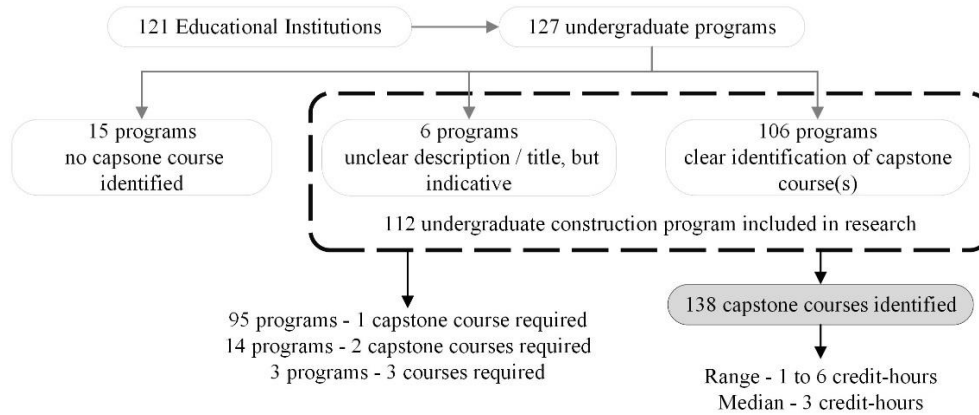 121 Educational Institutions
127 undergraduate programs
15 programs
no capsone course
identified
6 programs
unclear description / title, but
indicative
106 programs
clear identification of capstone
course(s)
112 undergraduate construction program included in research
95 programs - 1 capstone course required
14 programs - 2 capstone courses required
3 programs - 3 courses required
138 capstone courses identified
Range - 1 to 6 credit-hours
Median - 3 credit-hours